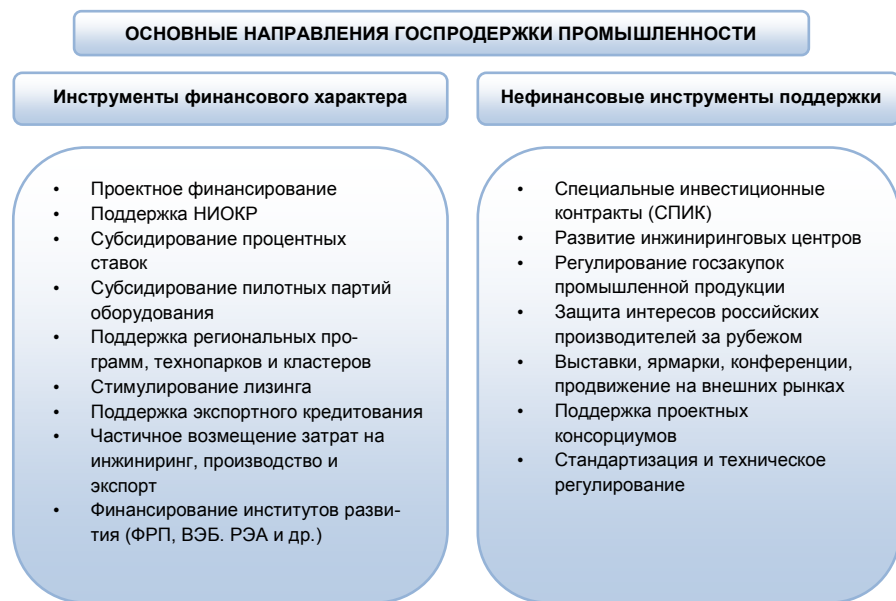 ОСНОВНЫЕ НАПРАВЛЕНИЯ ГОСПРОДЕРЖКИ ПРОМЫШЛЕННОСТИ
Инструменты финансового характера
• Проектное финансирование
• Поддержка НИОКР
• Субсидирование процентных
ставок
• Субсидирование пилотных партий
оборудования
• Поддержка региональных про-
грамм, технопарков и кластеров
• Стимулирование лизинга
• Поддержка экспортного кредитования
• Частичное возмещение затрат на
инжиниринг, производство и
экспорт
• Финансирование институтов разви-
тия (ФРП, ВЭБ. РЭА и др.)
Нефинансовые инструменты поддержки
• Специальные инвестиционные
контракты (СПИК)
• Развитие инжиниринговых центров
• Регулирование госзакупок
промышленной продукции
• Защита интересов российских
производителей за рубежом
• Выставки, ярмарки, конференции,
продвижение на внешних рынках
• Поддержка проектных
консорциумов
• Стандартизация и техническое
регулирование